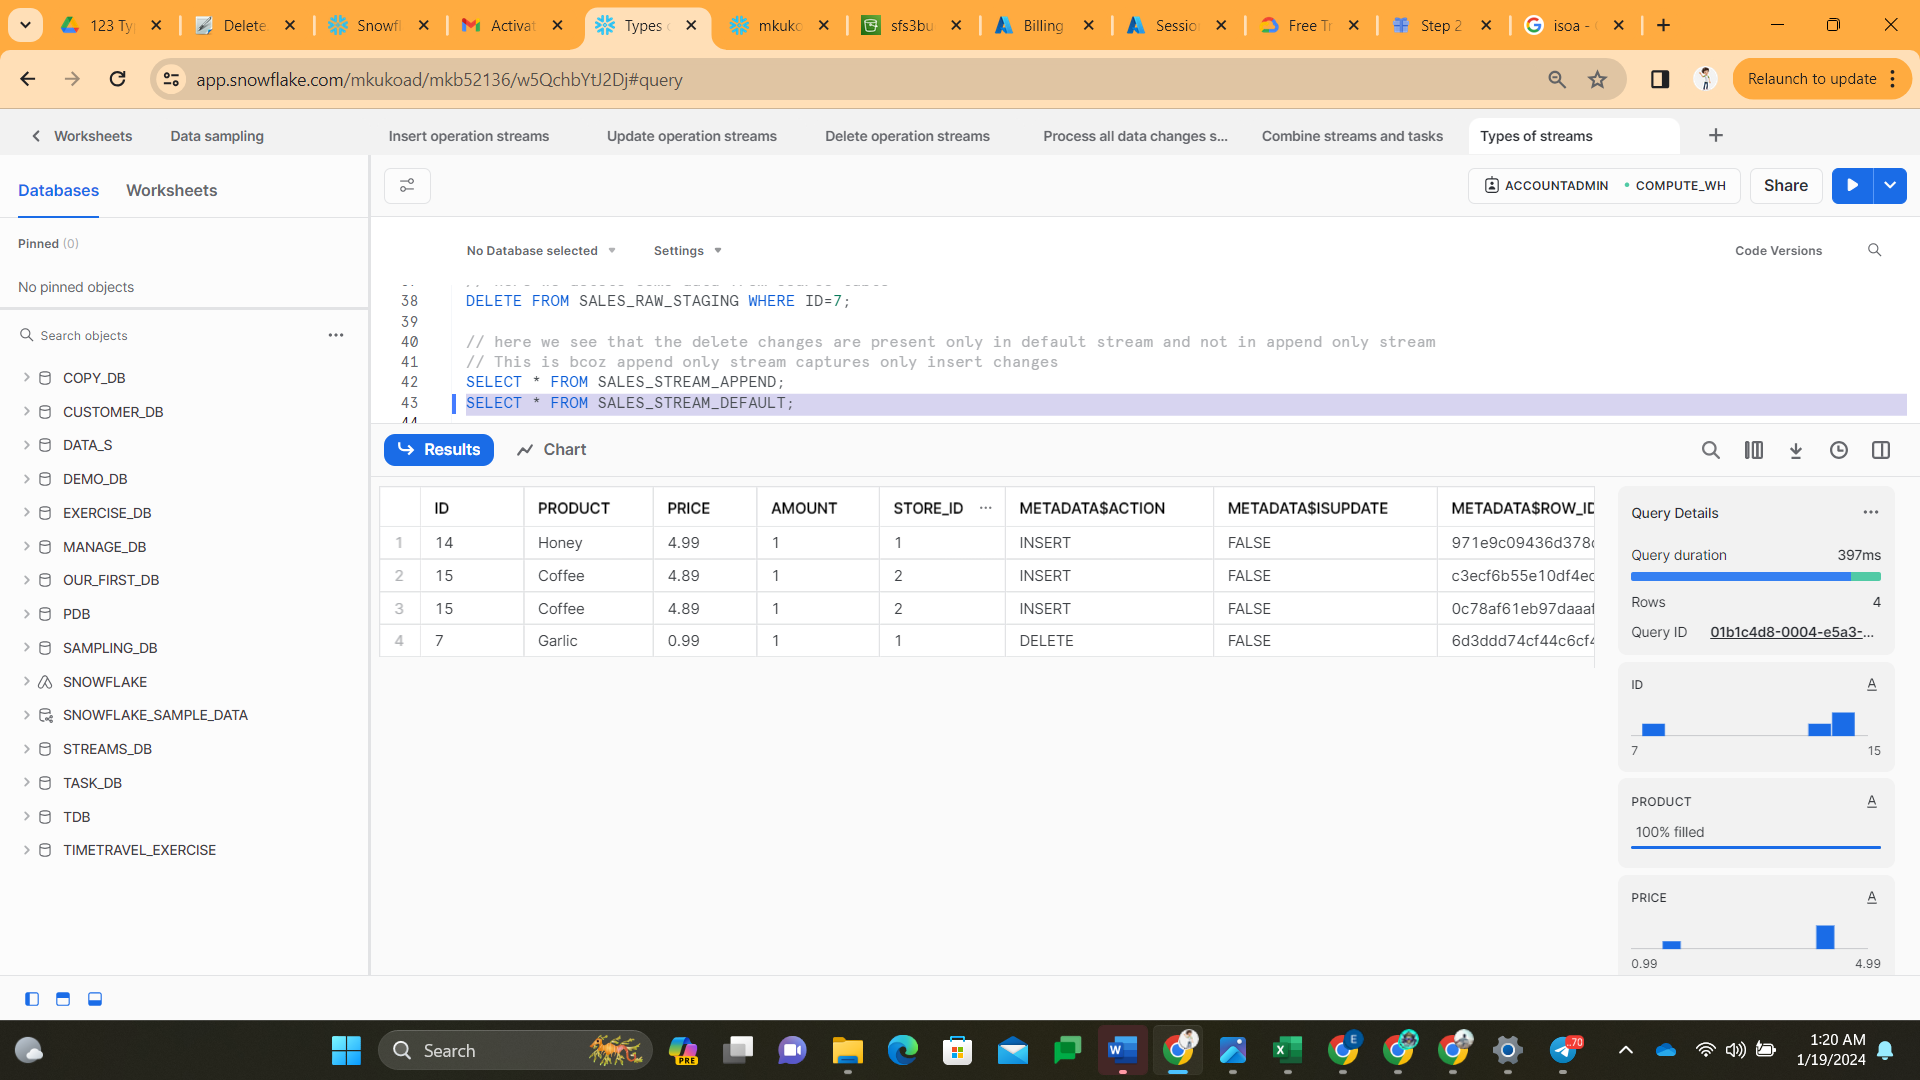 123 Ty
Delete
Snowfl
Activat
Types
mkuko
sfs3bu
Billing
Sessio
Free Tr
Step 2
isoa -
app.snowflake.com/mkukoad/mkb52136/w5QchbYtJ2Dj#query
Relaunch to update
Worksheets
Data sampling
Insert operation streams
Update operation streams
Delete operation streams
Process all data changes s...
Combine streams and tasks
Types of streams
Databases
Worksheets
ACCOUNTADMIN
COMPUTE_WH
Share
Pinned (0)
No pinned objects
No Database selected
Settings
Code Versions
38 DELETE FROM SALES_RAW_STAGING WHERE ID=7;
39
40 // here we see that the delete changes are present only in default stream and not in append only stream
41 // This is bcoz append only stream captures only insert changes
42 SELECT * FROM SALES_STREAM_APPEND;
43 SELECT * FROM SALES_STREAM_DEFAULT;
44
Search objects
COPY_DB
CUSTOMER_DB
DATA_S
DEMO_DB
EXERCISE_DB
MANAGE_DB
OUR_FIRST_DB
PDB
SAMPLING_DB
SNOWFLAKE
SNOWFLAKE_SAMPLE_DATA
STREAMS_DB
TASK_DB
TDB
TIMETRAVEL_EXERCISE
Results
Chart
ID PRODUCT PRICE AMOUNT STORE_ID ... METADATA$ACTION METADATA$ISUPDATE METADATA$ROW_ID
1 14 Honey 4.99 1 1 INSERT FALSE 971e9c09436d378
2 15 Coffee 4.89 1 2 INSERT FALSE c3ecf6b55e10df4ec
3 15 Coffee 4.89 1 2 INSERT FALSE 0c78af61eb97daaaf
4 7 Garlic 0.99 1 1 DELETE FALSE 6d3ddd74cf44c6cf4
Query Details
Query duration 397ms
Rows 4
Query ID 01b1c4d8-0004-e5a3-...
ID A
7 15
PRODUCT A
100% filled
PRICE A
0.99 4.99
Search
PRE
E
70
1:20 AM
1/19/2024